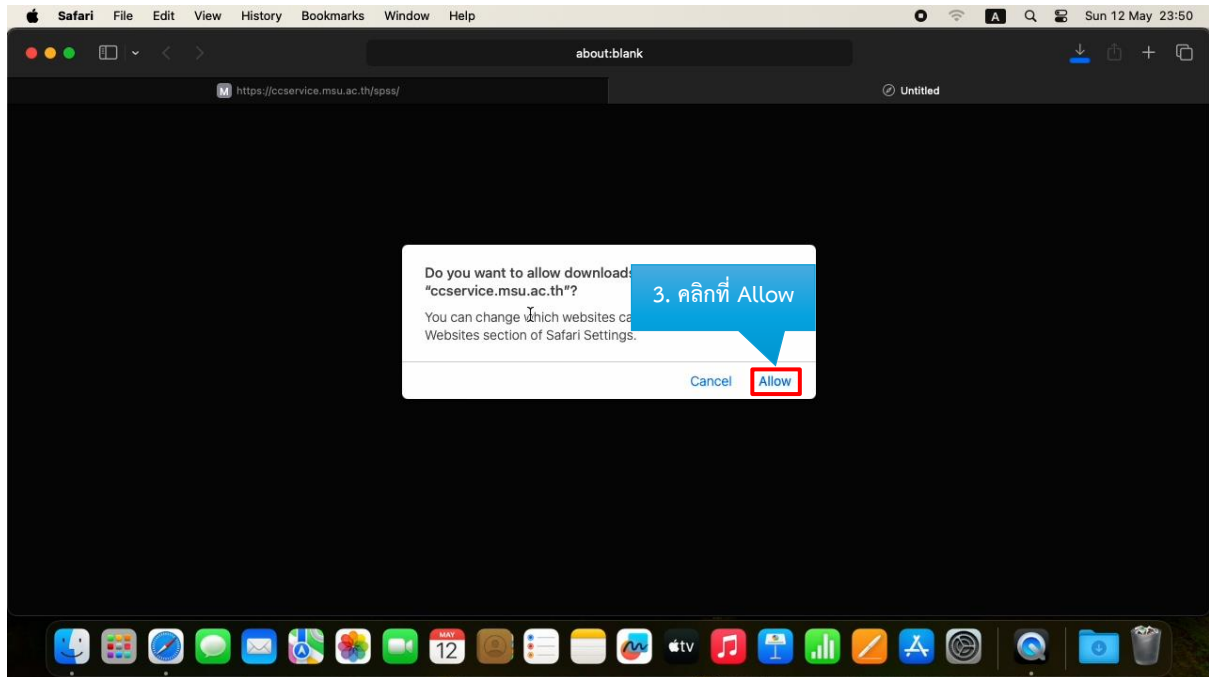 Safari File Edit View History Bookmarks Window Help A Sun 12 May 23:50
about:blank
M https://ccservice.msu.ac.th/spss/ Untitled
Do you want to allow downloads
“ccservice.msu.ac.th”?
You can change which websites ca
Websites section of Safari Settings.
3. คลิกที่ Allow
Cancel Allow
MAY
12
tv